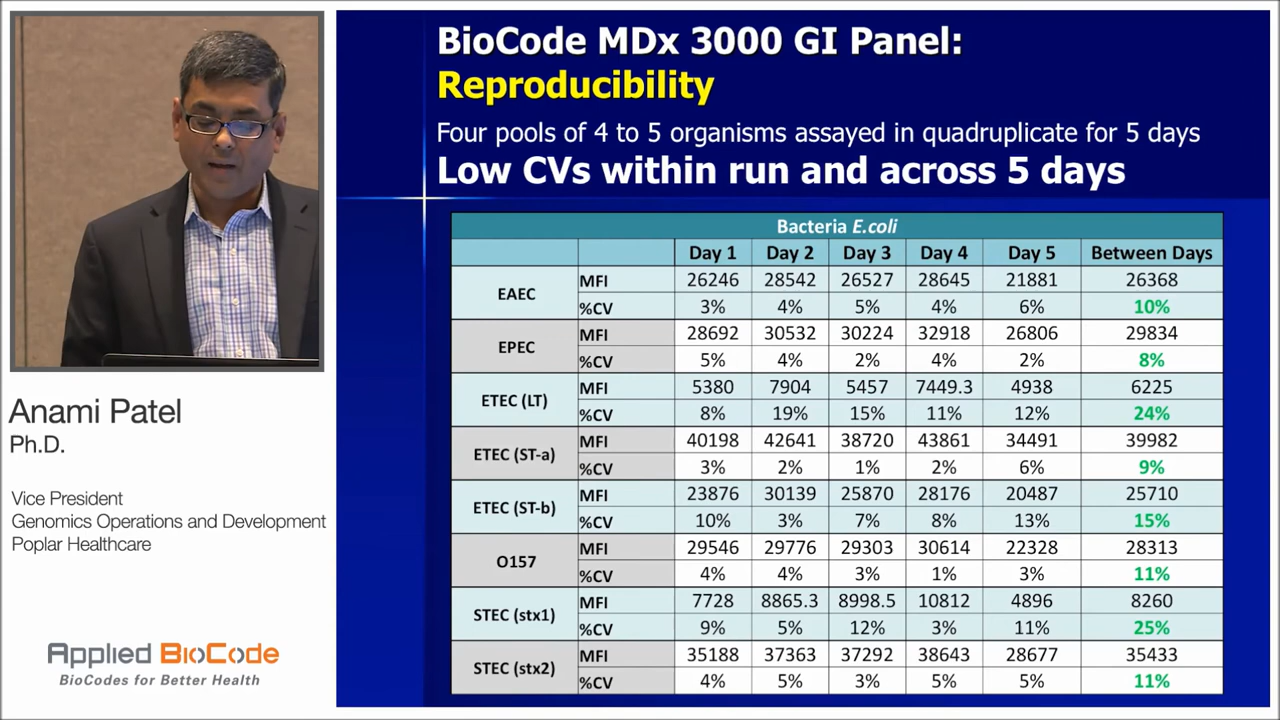 BioCode MDx 3000 GI Panel:
Reproducibility
Four pools of 4 to 5 organisms assayed in quadruplicate for 5 days
Low CVs within run and across 5 days
Bacteria E.coli
Day 1 Day 2 Day 3 Day 4 Day 5 Between Days
EAEC
MFI 26246 28542 26527 28645 21881 26368
%CV 3% 4% 5% 4% 6% 10%
EPEC
MFI 28692 30532 30224 32918 26806 29834
%CV 5% 4% 2% 4% 2% 8%
ETEC (LT)
MFI 5380 7904 5457 7449.3 4938 6225
%CV 8% 19% 15% 11% 12% 24%
ETEC (ST-a)
MFI 40198 42641 38720 43861 34491 39982
%CV 3% 2% 1% 2% 6% 9%
ETEC (ST-b)
MFI 23876 30139 25870 28176 20487 25710
%CV 10% 3% 7% 8% 13% 15%
O157
MFI 29546 29776 29303 30614 22328 28313
%CV 4% 4% 3% 1% 3% 11%
STEC (stx1)
MFI 7728 8865.3 8998.5 10812 4896 8260
%CV 9% 5% 12% 3% 11% 25%
STEC (stx2)
MFI 35188 37363 37292 38643 28677 35433
%CV 4% 5% 3% 5% 5% 11%
Anami Patel
Ph.D.
Vice President
Genomics Operations and Development
Poplar Healthcare
Applied BioCode
BioCodes for Better Health